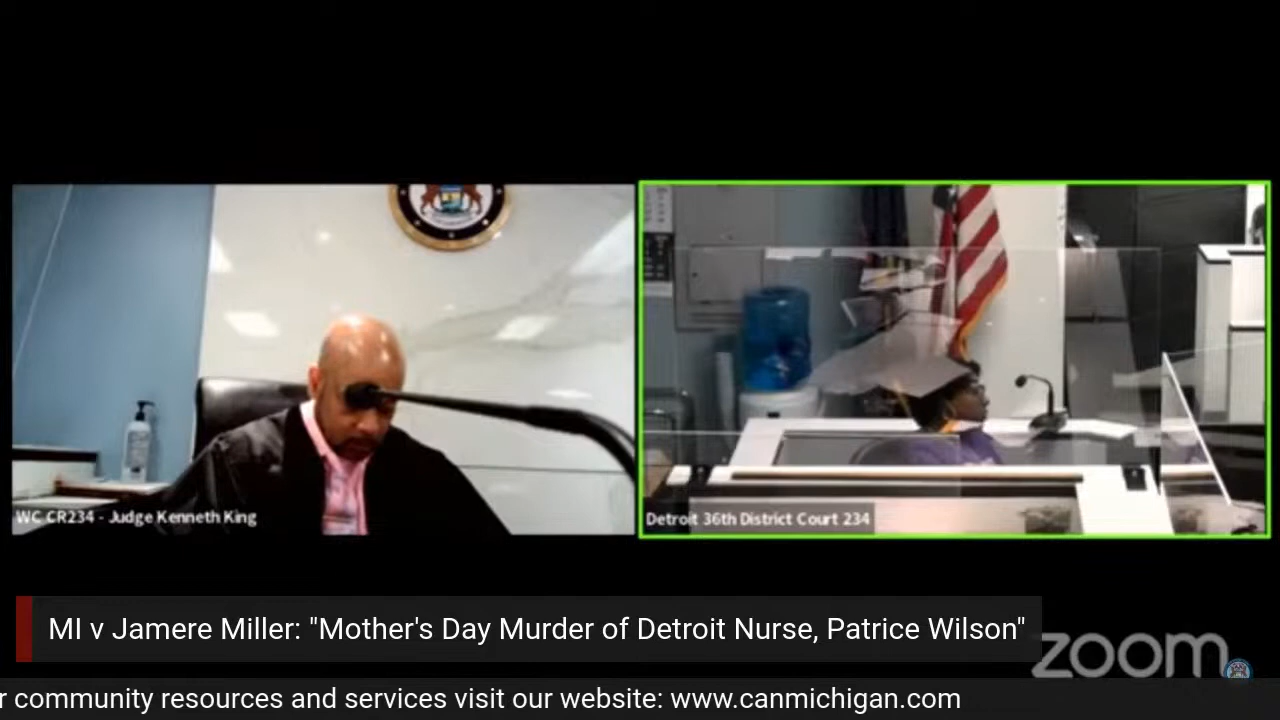 WC CR234 - Judge Kenneth King
Detroit 36th District Court 234
MI v Jamere Miller: "Mother's Day Murder of Detroit Nurse, Patrice Wilson"
zoom
r community resources and services visit our website: www.canmichigan.com